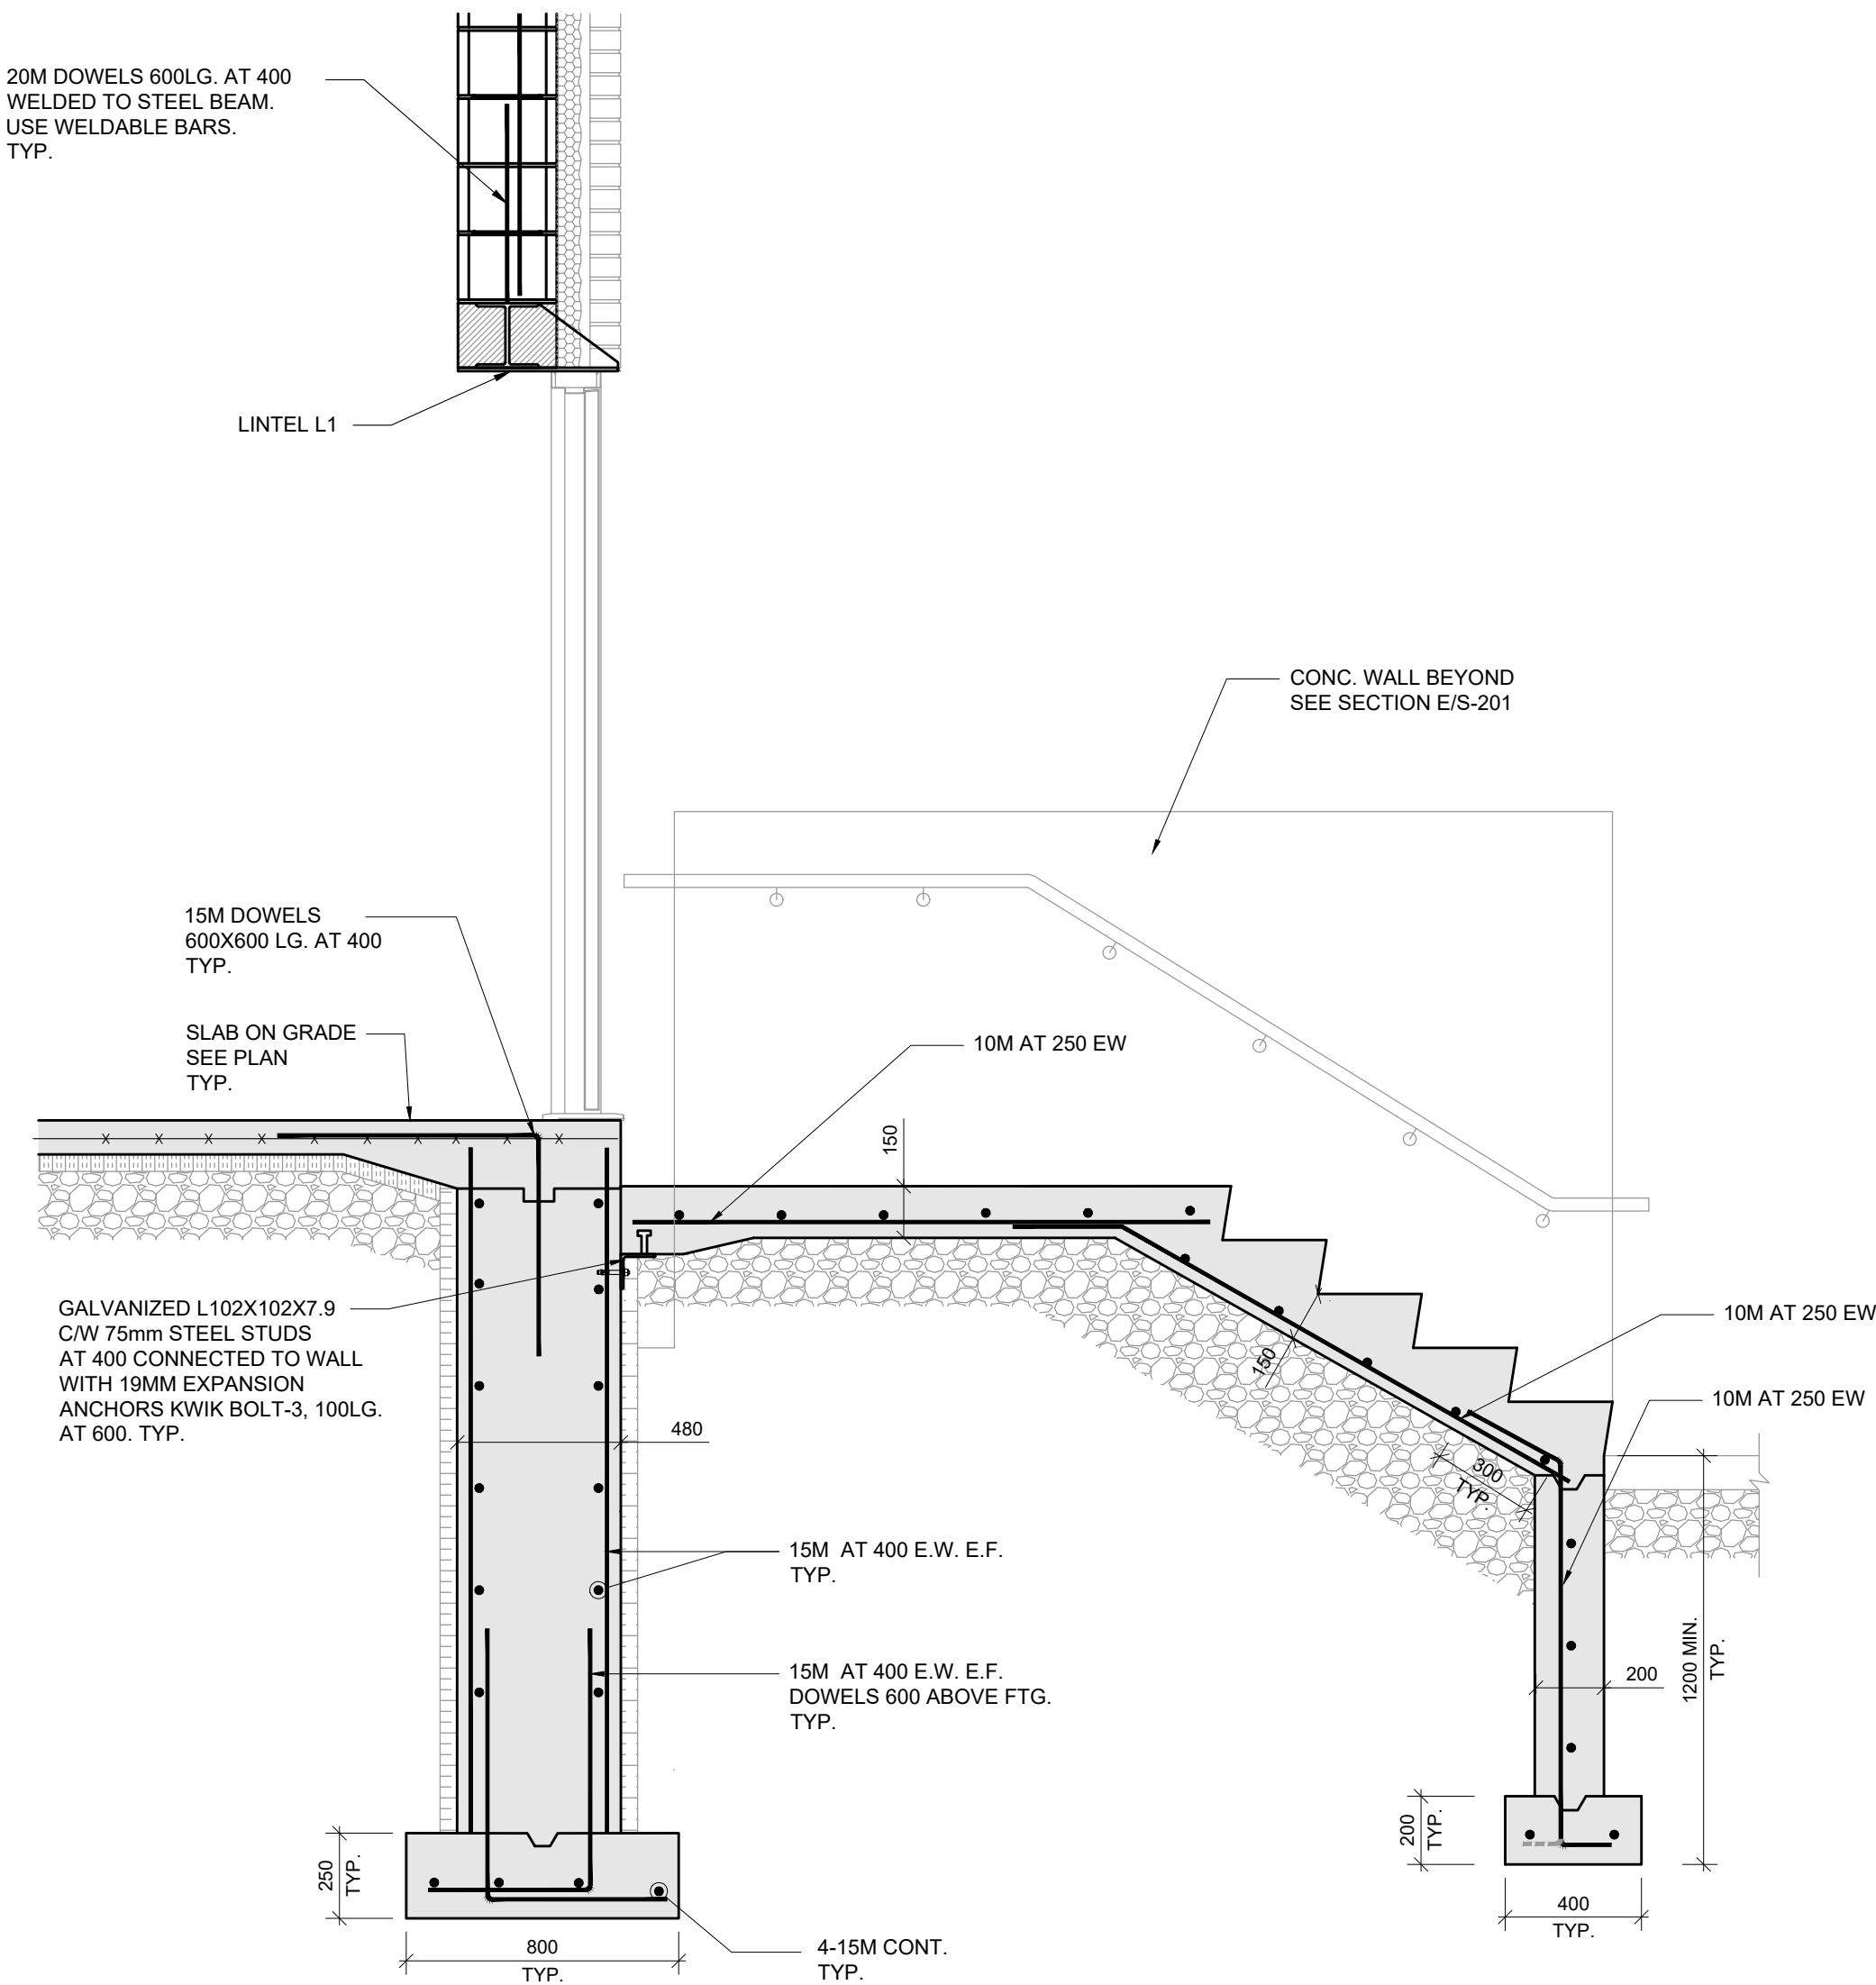 20M DOWELS 600LG. AT 400
WELDED TO STEEL BEAM.
USE WELDABLE BARS.
TYP.
LINTEL L1
CONC. WALL BEYOND
SEE SECTION E/S-201
15M DOWELS
600X600 LG. AT 400
TYP.
SLAB ON GRADE
SEE PLAN
TYP.
10M AT 250 EW
150
GALVANIZED L102X102X7.9
C/W 75mm STEEL STUDS
AT 400 CONNECTED TO WALL
WITH 19MM EXPANSION
ANCHORS KWIK BOLT-3, 100LG.
AT 600. TYP.
10M AT 250 EW
150
10M AT 250 EW
480
300
TYP.
15M AT 400 E.W. E.F.
TYP.
15M AT 400 E.W. E.F.
DOWELS 600 ABOVE FTG.
TYP.
200
1200 MIN.
TYP.
200
TYP.
250
TYP.
400
TYP.
800
TYP.
4-15M CONT.
TYP.